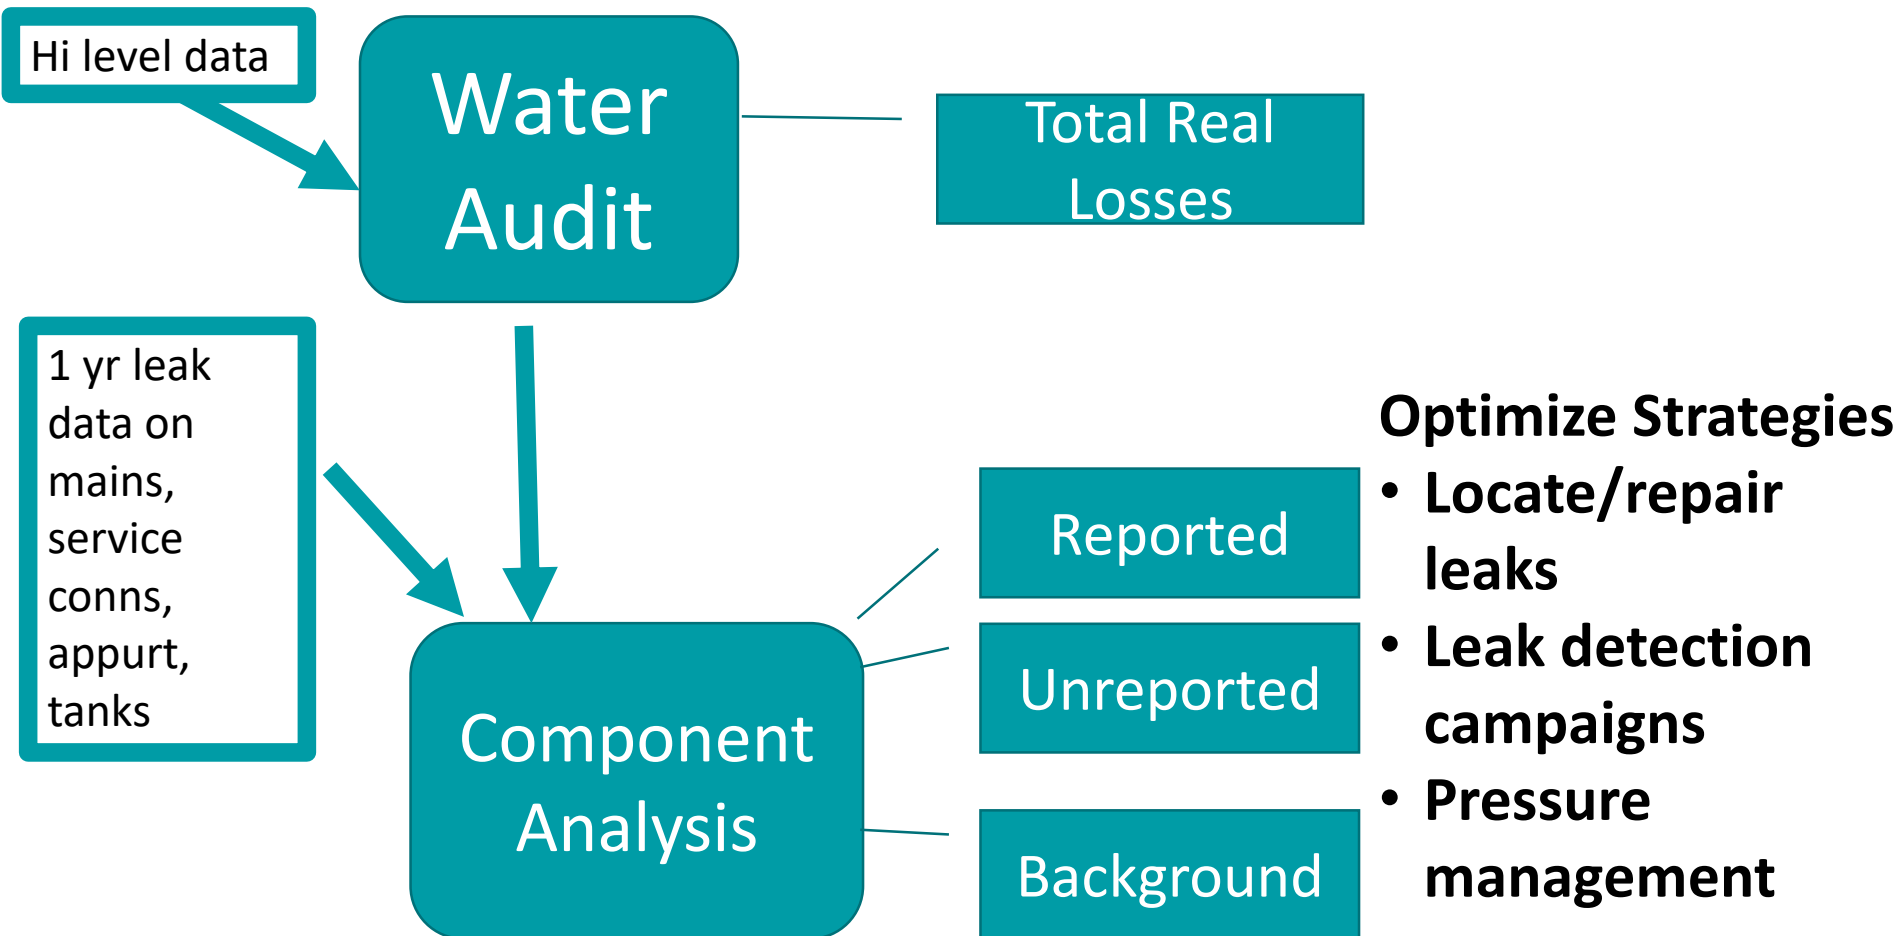 Hi level data
Water
Audit
Total Real
Losses
1 yr leak
data on
mains,
service
conns,
appurt,
tanks
Component
Analysis
Reported
Unreported
Background
Optimize Strategies
• Locate/repair
leaks
• Leak detection
campaigns
• Pressure
management